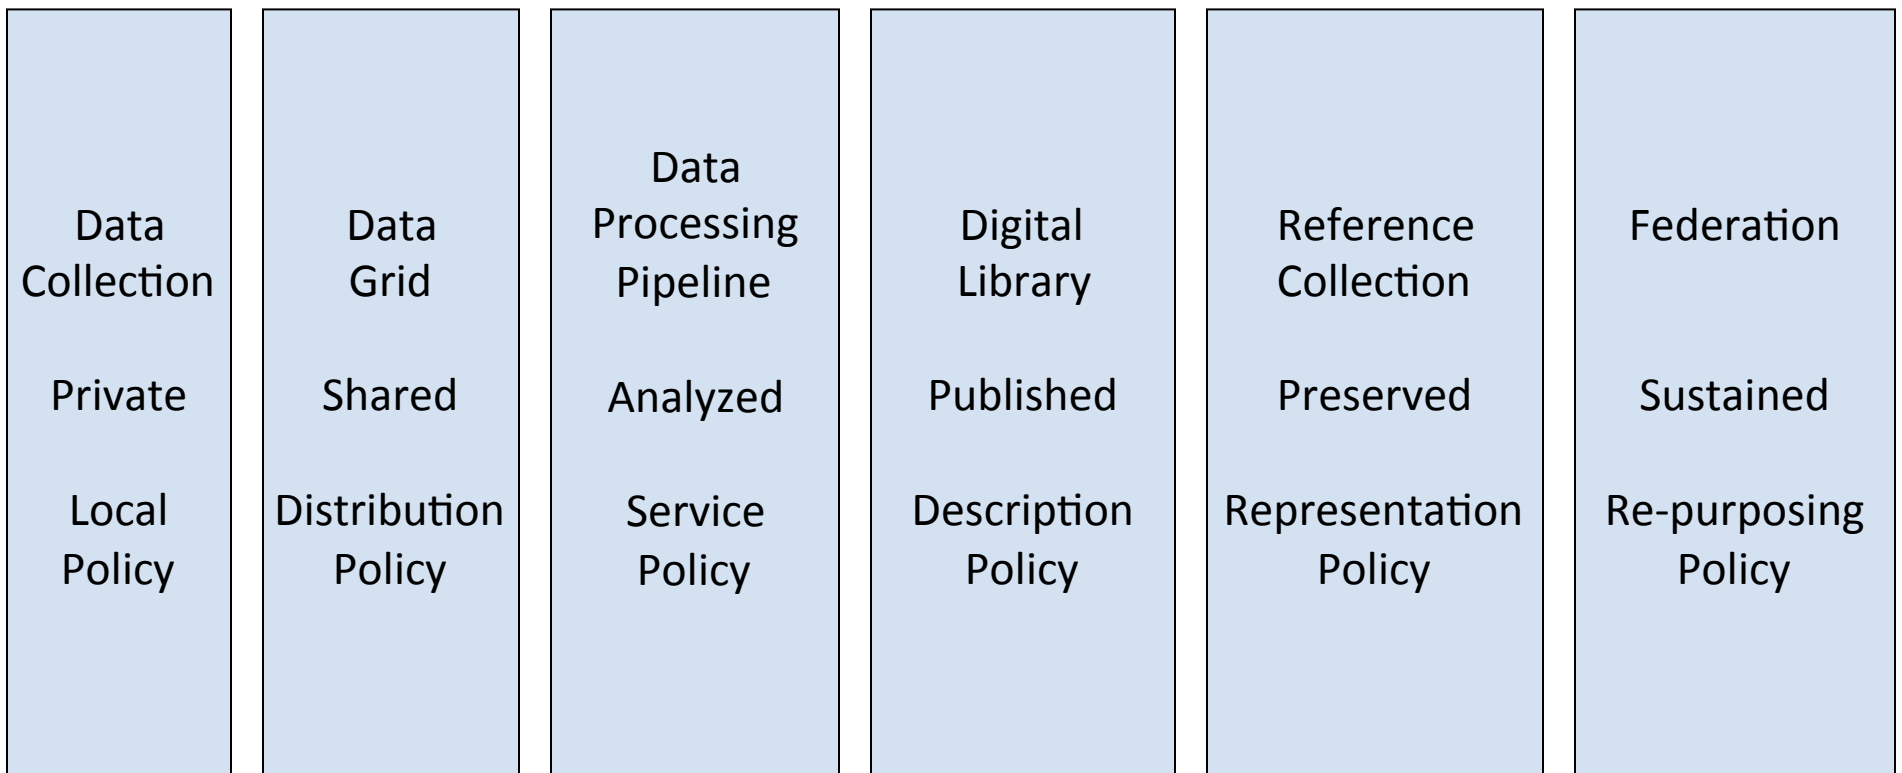 Data
Collection
Private
Local
Policy
Data
Grid
Shared
Distribution
Policy
Data
Processing
Pipeline
Analyzed
Service
Policy
Digital
Library
Published
Description
Policy
Reference
Collection
Preserved
Representation
Policy
Federation
Sustained
Re-purposing
Policy